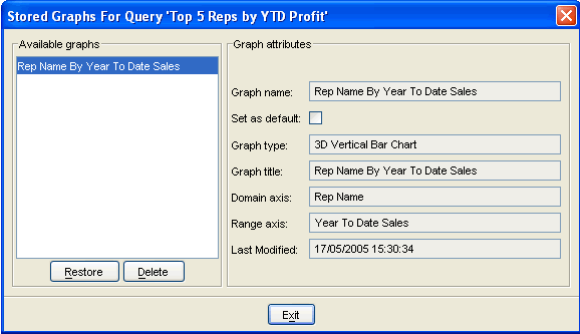 Stored Graphs For Query 'Top 5 Reps by YTD Profit'
Available graphs
Rep Name By Year To Date Sales
Restore
Delete
Graph attributes
Graph name: Rep Name By Year To Date Sales
Set as default:
Graph type: 3D Vertical Bar Chart
Graph title: Rep Name By Year To Date Sales
Domain axis: Rep Name
Range axis: Year To Date Sales
Last Modified: 17/05/2005 15:30:34
Exit